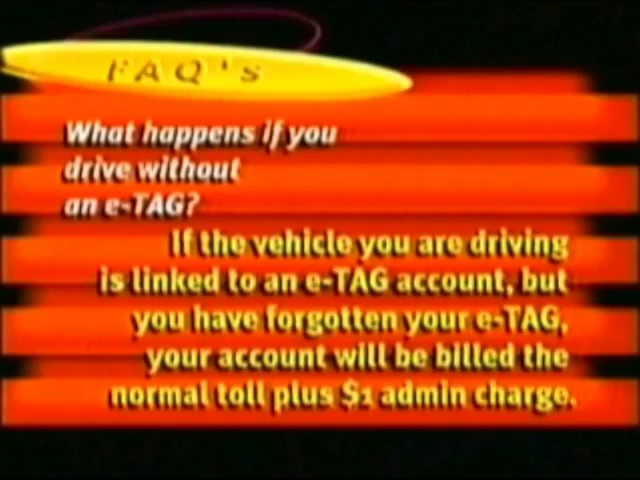 FAQ's
What happens if you
drive without
an e-TAG?
If the vehicle you are driving
is linked to an e-TAG account, but
you have forgotten your e-TAG,
your account will be billed the
normal toll plus $1 admin charge.